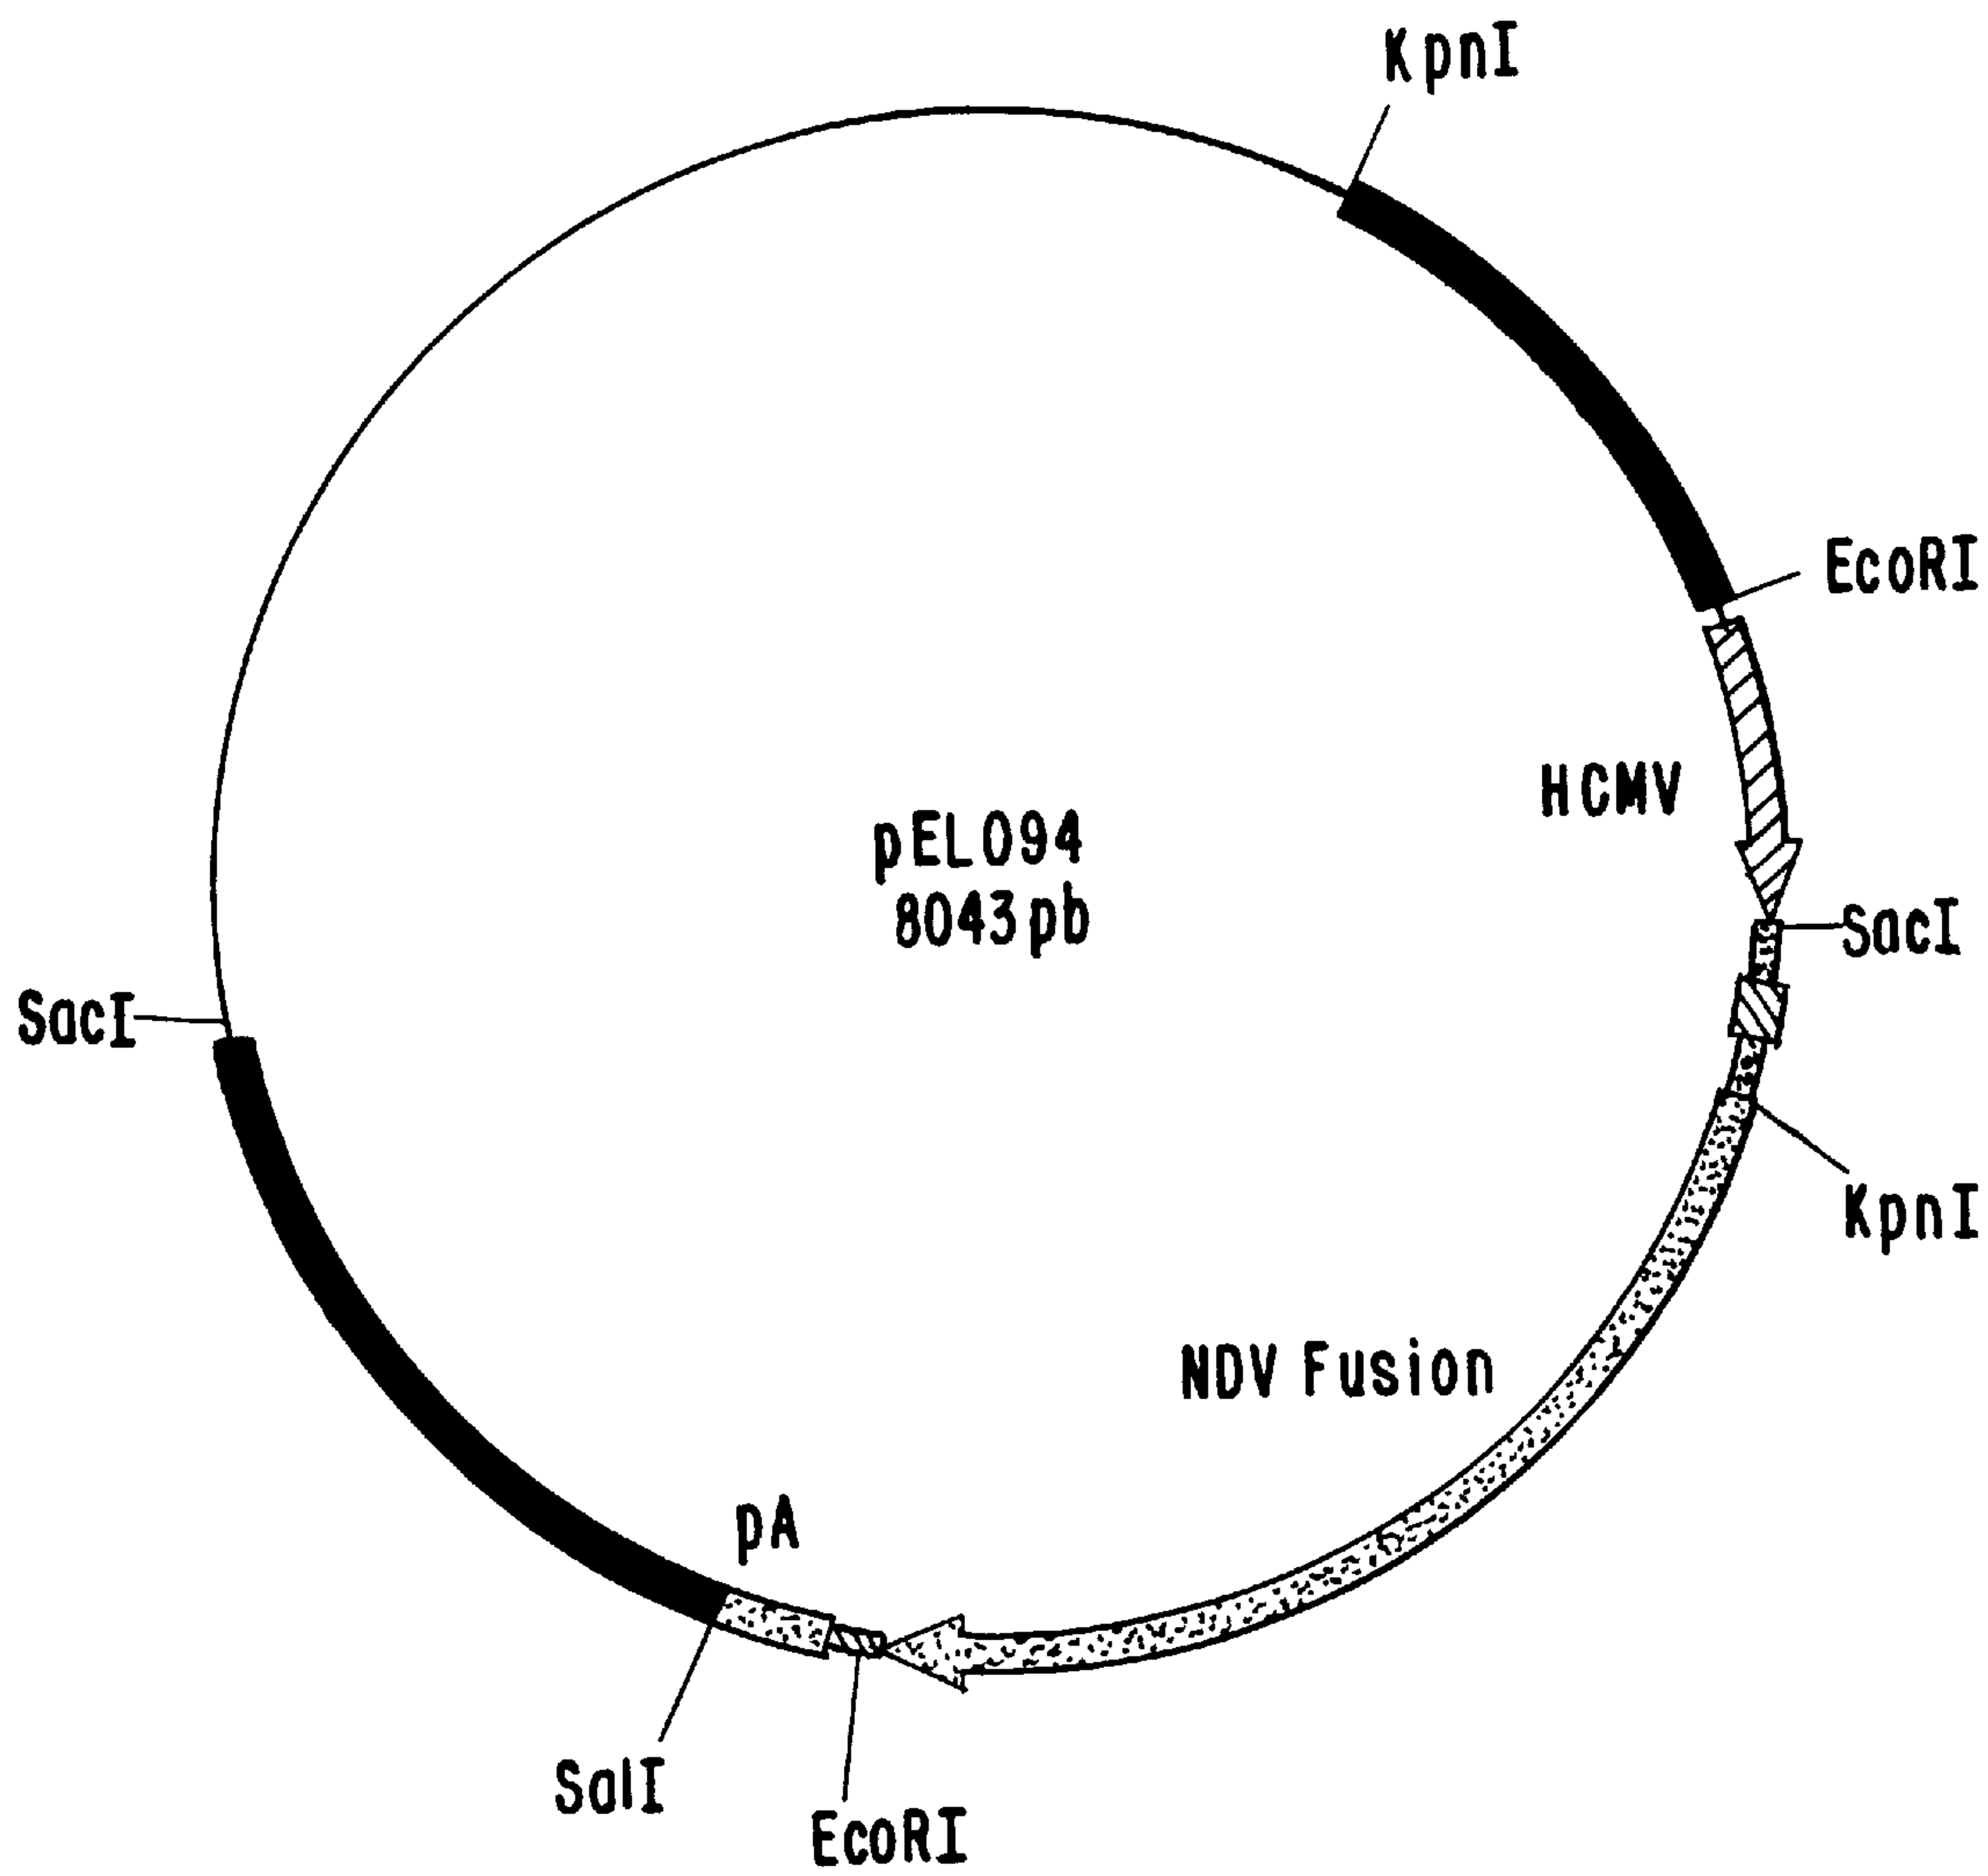 KpnI
EcoRI
HCMV
pEL094
8043pb
SacI
SacI
KpnI
NDV Fusion
pA
SalI
EcoRI